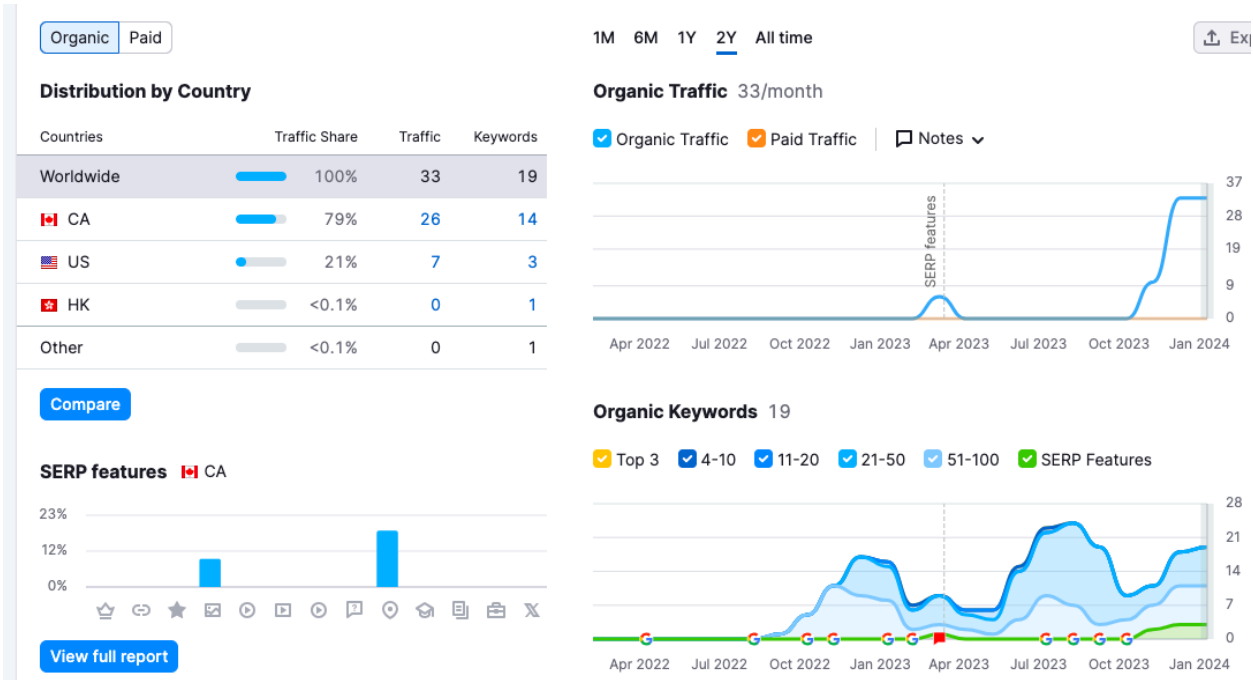 Organic Paid
Distribution by Country
Countries Traffic Share Traffic Keywords
Worldwide 100% 33 19
CA 79% 26 14
US 21% 7 3
HK <0.1% 0 1
Other <0.1% 0 1
Compare
SERP features CA
23%
12%
0%
View full report
1M 6M 1Y 2Y All time
Organic Traffic 33/month
Organic Traffic Paid Traffic Notes
SERP features
37
28
19
9
0
Apr 2022 Jul 2022 Oct 2022 Jan 2023 Apr 2023 Jul 2023 Oct 2023 Jan 2024
Organic Keywords 19
Top 3 4-10 11-20 21-50 51-100 SERP Features
28
21
14
7
0
Apr 2022 Jul 2022 Oct 2022 Jan 2023 Apr 2023 Jul 2023 Oct 2023 Jan 2024